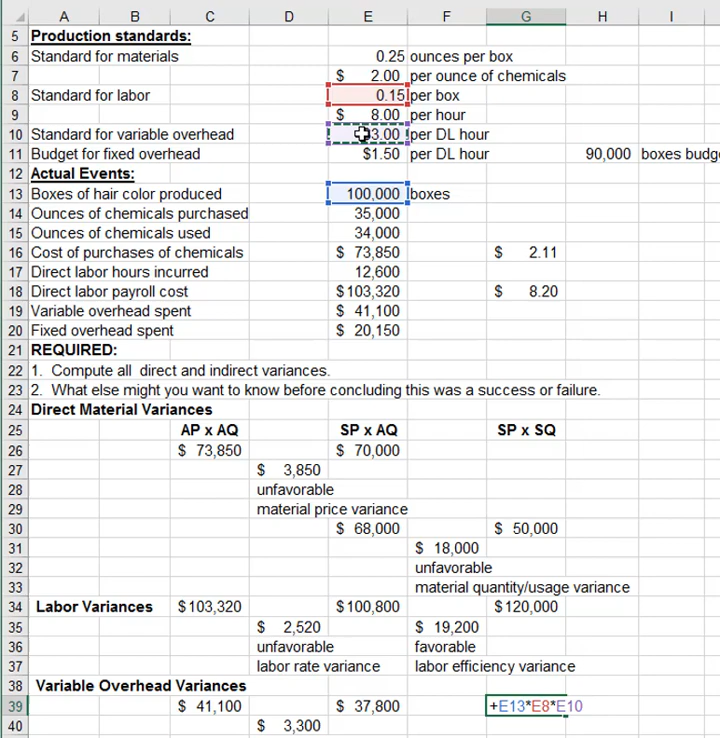 A B C D E F G H I
5 Production standards:
6 Standard for materials 0.25 ounces per box
7 $ 2.00 per ounce of chemicals
8 Standard for labor 0.15 per box
9 $ 8.00 per hour
10 Standard for variable overhead 3.00 per DL hour
11 Budget for fixed overhead $1.50 per DL hour 90,000 boxes budg
12 Actual Events:
13 Boxes of hair color produced 100,000 boxes
14 Ounces of chemicals purchased 35,000
15 Ounces of chemicals used 34,000
16 Cost of purchases of chemicals $ 73,850 $ 2.11
17 Direct labor hours incurred 12,600
18 Direct labor payroll cost $103,320 $ 8.20
19 Variable overhead spent $ 41,100
20 Fixed overhead spent $ 20,150
21 REQUIRED:
22 1. Compute all direct and indirect variances.
23 2. What else might you want to know before concluding this was a success or failure.
24 Direct Material Variances
25 AP x AQ SP x AQ SP x SQ
26 $ 73,850 $ 70,000
27 $ 3,850
28 unfavorable
29 material price variance
30 $ 68,000 $ 50,000
31 $ 18,000
32 unfavorable
33 material quantity/usage variance
34 Labor Variances $103,320 $100,800 $120,000
35 $ 2,520 $ 19,200
36 unfavorable favorable
37 labor rate variance labor efficiency variance
38 Variable Overhead Variances
39 $ 41,100 $ 37,800 +E13*E8*E10
40 $ 3,300